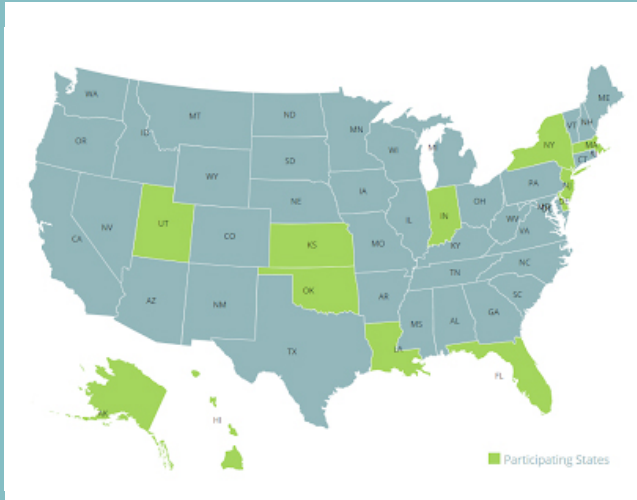 WA
MT
ND
MN
ME
VT
NH
OR
ID
SD
WI
MI
NY
MA
CT
WY
IA
PA
NJ
NE
OH
DE
NV
UT
CO
IL
IN
WV
VA
CA
KS
MO
KY
AZ
NM
OK
AR
TN
NC
SC
MS
AL
GA
TX
LA
FL
AK
HI
Participating States